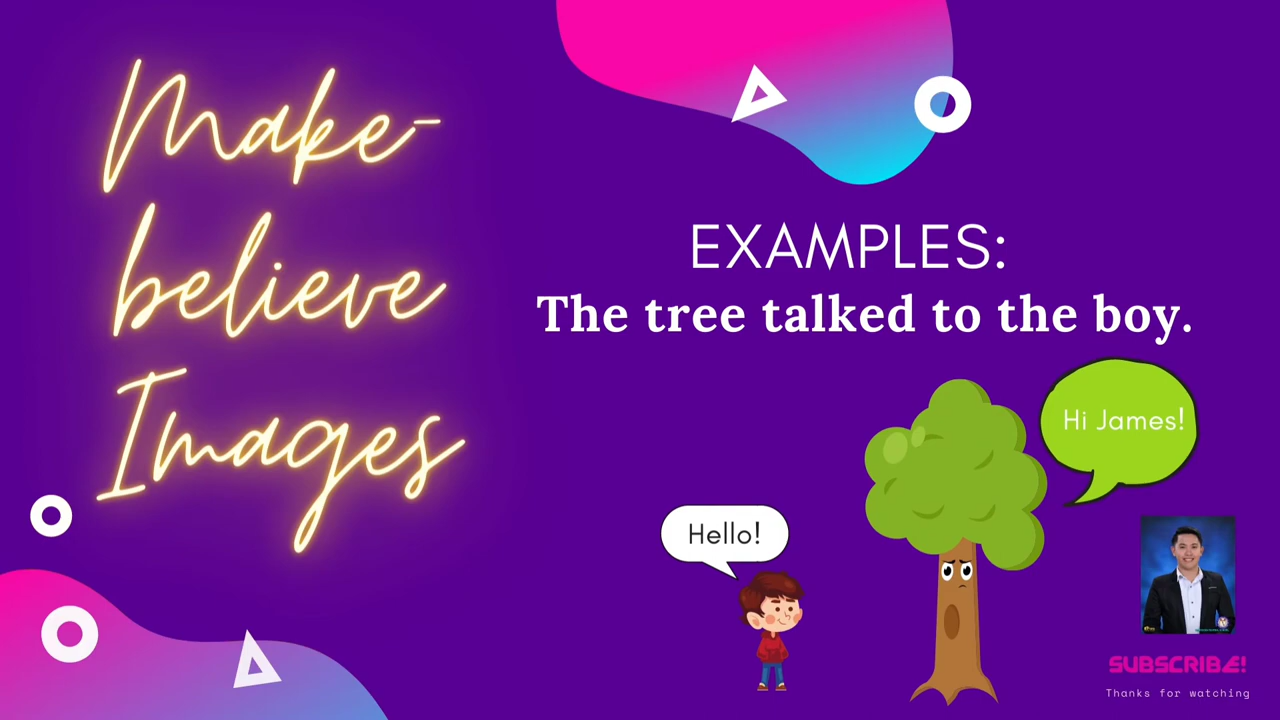 Make-
believe
Images
EXAMPLES:
The tree talked to the boy.
Hi James!
Hello!
SUBSCRIBE!
Thanks for watching